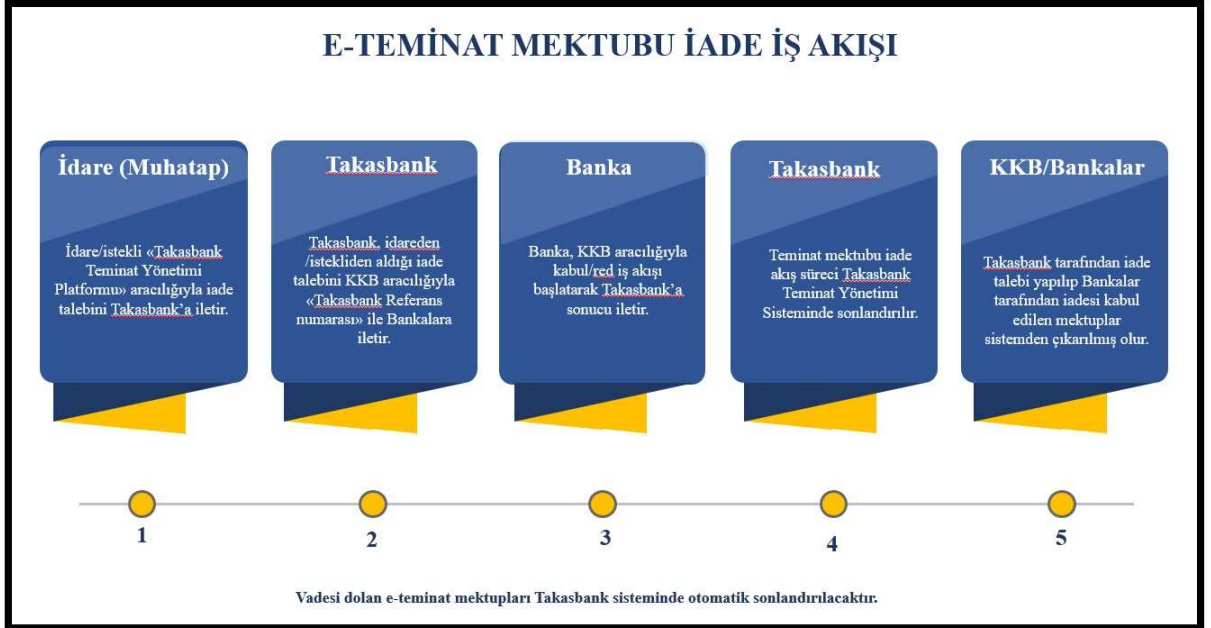 E-TEMİNAT MEKTUBU İADE İŞ AKIŞI
İdare (Muhatap)
İdare/istekli «Takasbank
Teminat Yönetimi
Platformu» aracılığıyla iade
talebini Takasbank’a iletir.
Takasbank
Takasbank, idareden
/istekliden aldığı iade
talebini KKB aracılığıyla
«Takasbank Referans
numarası» ile Bankalara
iletir.
Banka
Banka, KKB aracılığıyla
kabul/red iş akışı
başlatarak Takasbank’a
sonucu iletir.
Takasbank
Teminat mektubu iade
akış süreci Takasbank
Teminat Yönetimi
Sisteminde sonlandırılır.
KKB/Bankalar
Takasbank tarafından iade
talebi yapılıp Bankalar
tarafından iadesi kabul
edilen mektuplar
sistemden çıkarılmış olur.
1
2
3
4
5
Vadesi dolan e-teminat mektupları Takasbank sisteminde otomatik sonlandırılacaktır.